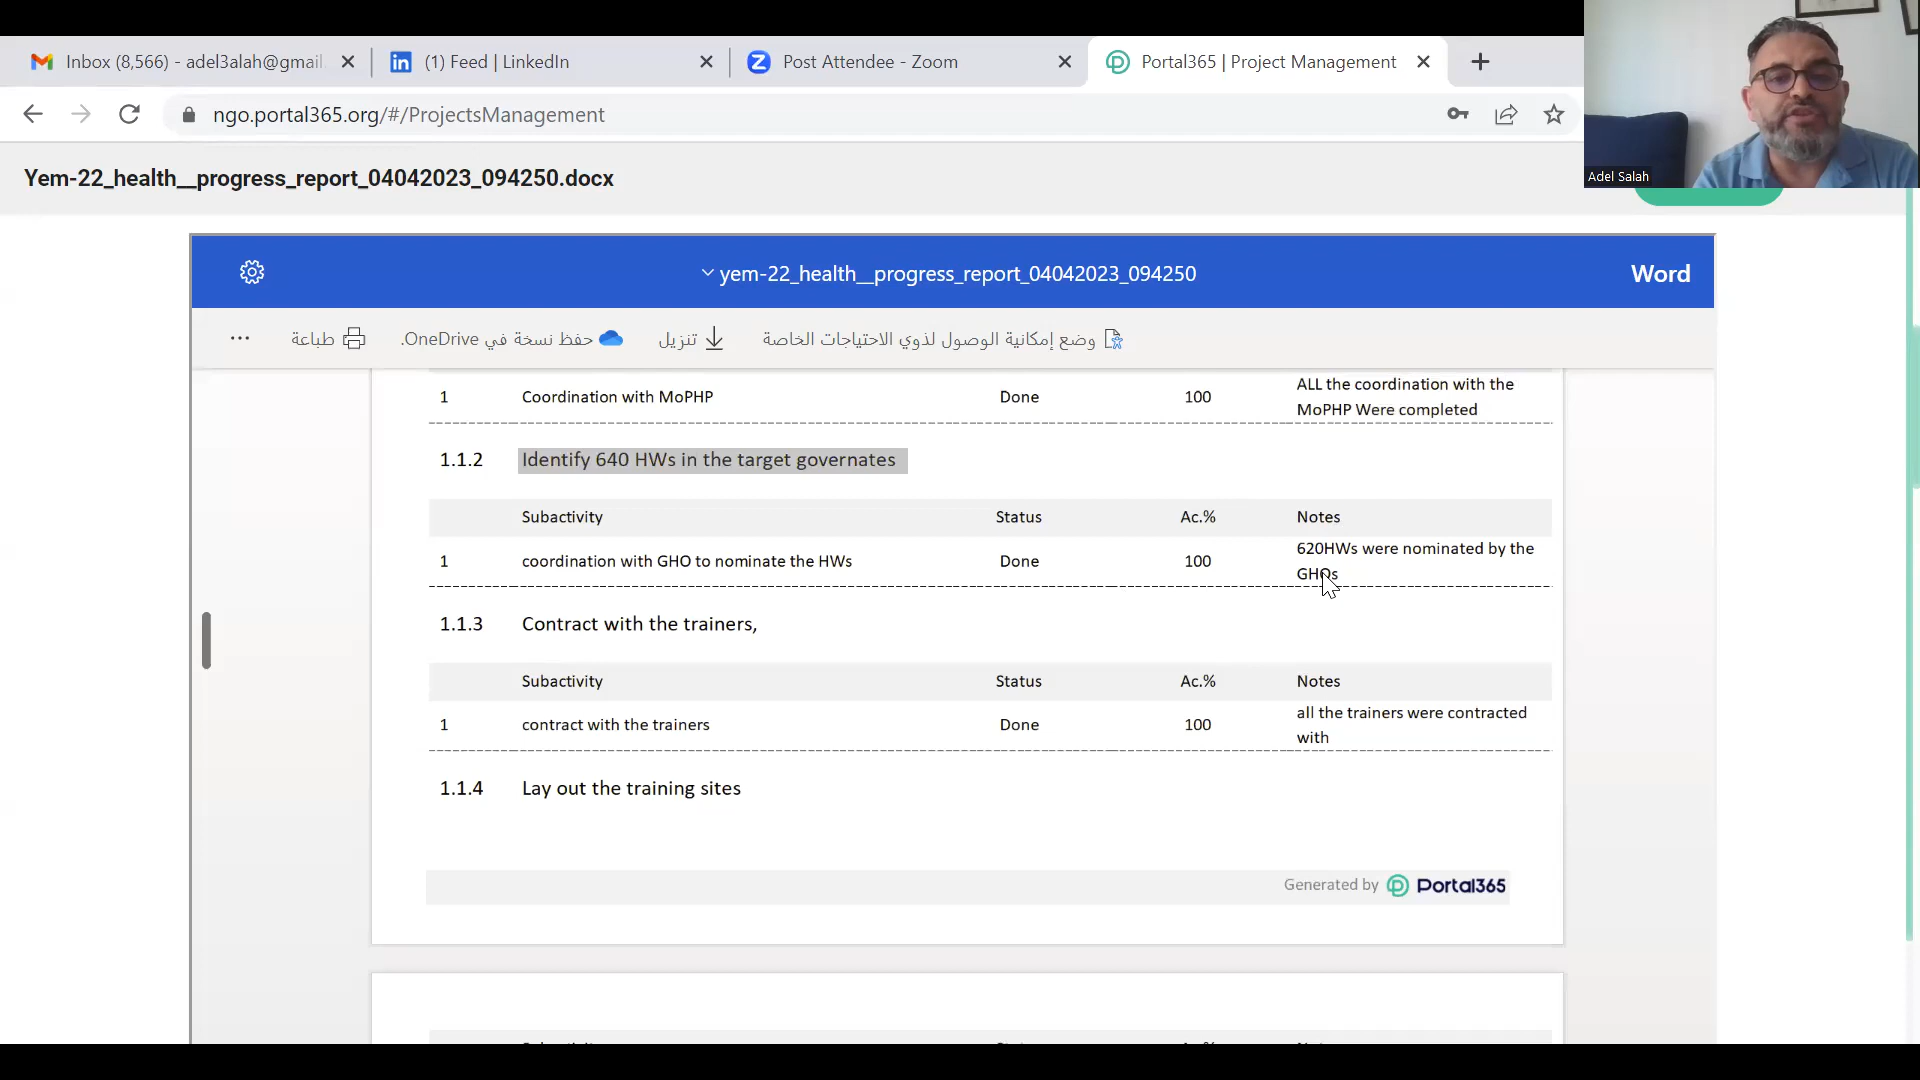 Inbox (8,566) - adel3alah@gmail.
(1) Feed | LinkedIn
Post Attendee - Zoom
Portal365 | Project Management
ngo.portal365.org/#/ProjectsManagement
Adel Salah
Yem-22_health__progress_report_04042023_094250.docx
yem-22_health__progress_report_04042023_094250
Word
وضع إمكانية الوصول لذوي الاحتياجات الخاصة
تنزيل
حفظ نسخة في OneDrive.
طباعة
1 Coordination with MoPHP Done 100 ALL the coordination with the
MoPHP Were completed
1.1.2 Identify 640 HWs in the target governates
Subactivity Status Ac.% Notes
1 coordination with GHO to nominate the HWs Done 100 620HWs were nominated by the
GHOs
1.1.3 Contract with the trainers,
Subactivity Status Ac.% Notes
1 contract with the trainers Done 100 all the trainers were contracted
with
1.1.4 Lay out the training sites
Generated by Portal365